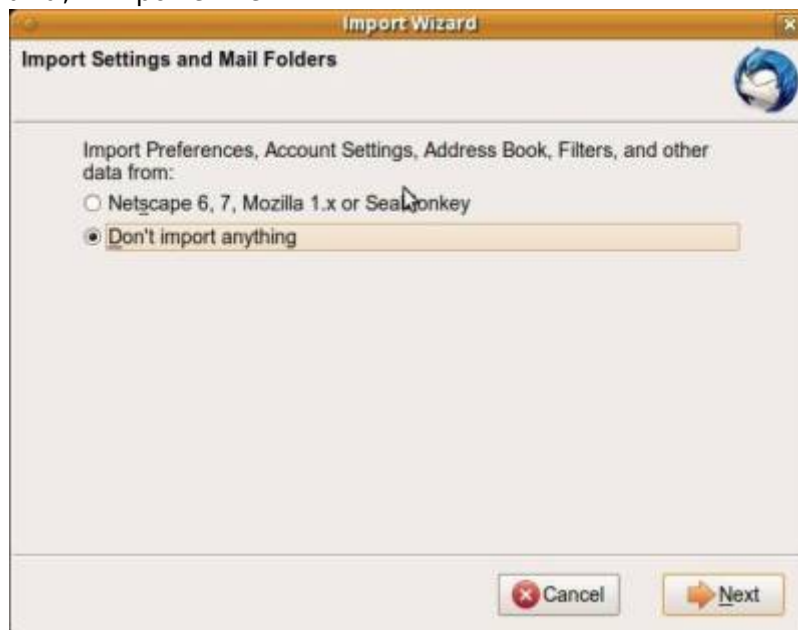 Import Wizard
Import Settings and Mail Folders
Import Preferences, Account Settings, Address Book, Filters, and other
data from:
Netscape 6, 7, Mozilla 1.x or SeaMonkey
Don't import anything
Cancel
Next